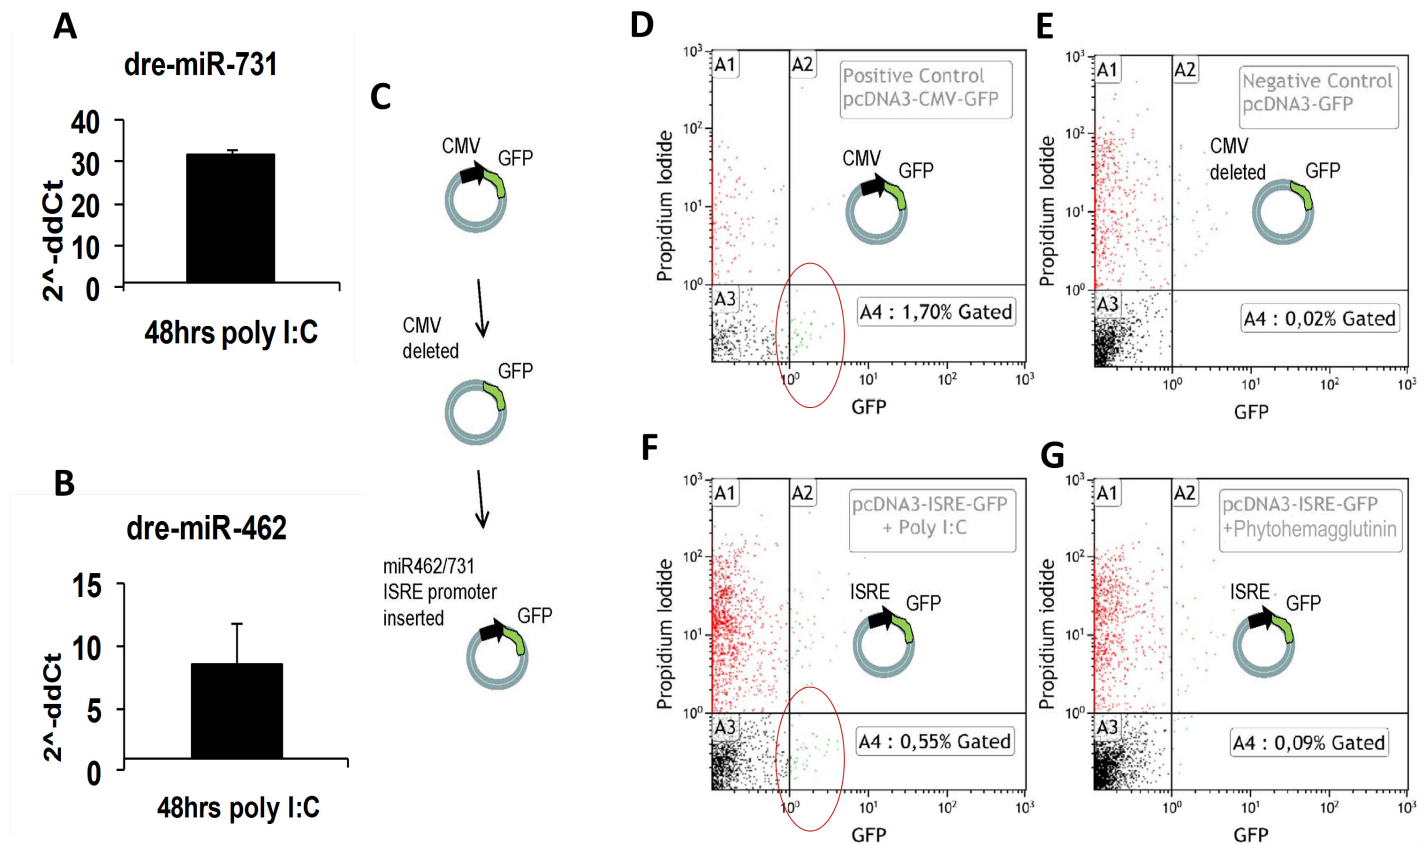 A
dre-miR-731
40
30
20
10
0
2^-ddCt
48hrs poly I:C
B
dre-miR-462
15
10
5
0
2^-ddCt
48hrs poly I:C
C
CMV
GFP
CMV
deleted
GFP
miR462/731
ISRE promoter
inserted
GFP
D
10³
10²
10¹
10⁰
Propidium Iodide
A1
A2
Positive Control
pcDNA3-CMV-GFP
CMV
GFP
A3
A4 : 1,70% Gated
10⁰
10¹
10²
10³
GFP
E
10³
10²
10¹
10⁰
Propidium Iodide
A1
A2
Negative Control
pcDNA3-GFP
CMV
deleted
GFP
A3
A4 : 0,02% Gated
10⁰
10¹
10²
10³
GFP
F
10³
10²
10¹
10⁰
Propidium Iodide
A1
A2
pcDNA3-ISRE-GFP
+ Poly I:C
ISRE
GFP
A3
A4 : 0,55% Gated
10⁰
10¹
10²
10³
GFP
G
10³
10²
10¹
10⁰
Propidium iodide
A1
A2
pcDNA3-ISRE-GFP
+Phytohemagglutinin
ISRE
GFP
A3
A4 : 0,09% Gated
10⁰
10¹
10²
10³
GFP